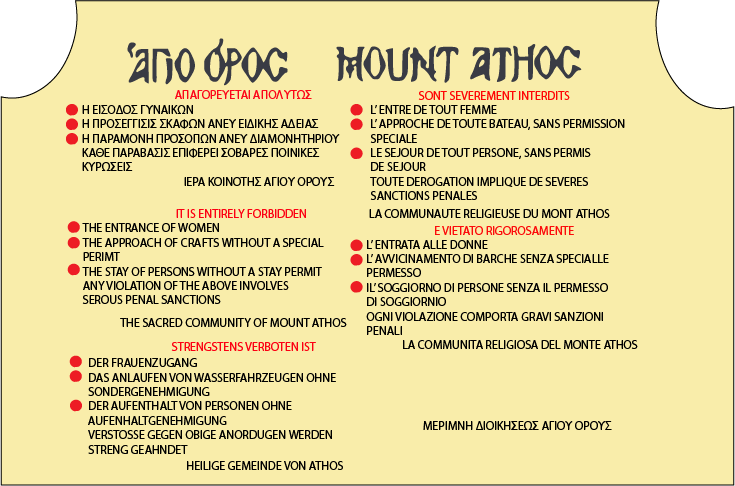 ἍΓΙΟ ὌΡΟϹ
MOUNT ATHOC
ΑΠΑΓΟΡΕΥΕΤΑΙ ΑΠΟΛΥΤΩΣ
Η ΕΙΣΟΔΟΣ ΓΥΝΑΙΚΩΝ
Η ΠΡΟΣΕΓΓΙΣΙΣ ΣΚΑΦΩΝ ΑΝΕΥ ΕΙΔΙΚΗΣ ΑΔΕΙΑΣ
Η ΠΑΡΑΜΟΝΗ ΠΡΟΣΟΠΩΝ ΑΝΕΥ ΔΙΑΜΟΝΗΤΗΡΙΟΥ
ΚΑΘΕ ΠΑΡΑΒΑΣΙΣ ΕΠΙΦΕΡΕΙ ΣΟΒΑΡΕΣ ΠΟΙΝΙΚΕΣ
ΚΥΡΩΣΕΙΣ
ΙΕΡΑ ΚΟΙΝΟΤΗΣ ΑΓΙΟΥ ΟΡΟΥΣ
IT IS ENTIRELY FORBIDDEN
THE ENTRANCE OF WOMEN
THE APPROACH OF CRAFTS WITHOUT A SPECIAL
PERIMT
THE STAY OF PERSONS WITHOUT A STAY PERMIT
ANY VIOLATION OF THE ABOVE INVOLVES
SEROUS PENAL SANCTIONS
THE SACRED COMMUNITY OF MOUNT ATHOS
STRENGSTENS VERBOTEN IST
DER FRAUENZUGANG
DAS ANLAUFEN VON WASSERFAHRZEUGEN OHNE
SONDERGENEHMIGUNG
DER AUFENTHALT VON PERSONEN OHNE
AUFENHALTGENEHMIGUNG
VERSTOSSE GEGEN OBIGE ANORDUGEN WERDEN
STRENG GEAHNDET
HEILIGE GEMEINDE VON ATHOS
SONT SEVEREMENT INTERDITS
L' ENTRE DE TOUT FEMME
L' APPROCHE DE TOUTE BATEAU, SANS PERMISSION
SPECIALE
LE SEJOUR DE TOUT PERSONE, SANS PERMIS
DE SEJOUR
TOUTE DEROGATION IMPLIQUE DE SEVERES
SANCTIONS PENALES
LA COMMUNAUTE RELIGIEUSE DU MONT ATHOS
E VIETATO RIGOROSAMENTE
L' ENTRATA ALLE DONNE
L' AVVICINAMENTO DI BARCHE SENZA SPECIALLE
PERMESSO
IL' SOGGIORNO DI PERSONE SENZA IL PERMESSO
DI SOGGIORNIO
OGNI VIOLAZIONE COMPORTA GRAVI SANZIONI
PENALI
LA COMMUNITA RELIGIOSA DEL MONTE ATHOS
ΜΕΡΙΜΝΗ ΔΙΟΙΚΗΣΕΩΣ ΑΓΙΟΥ ΟΡΟΥΣ